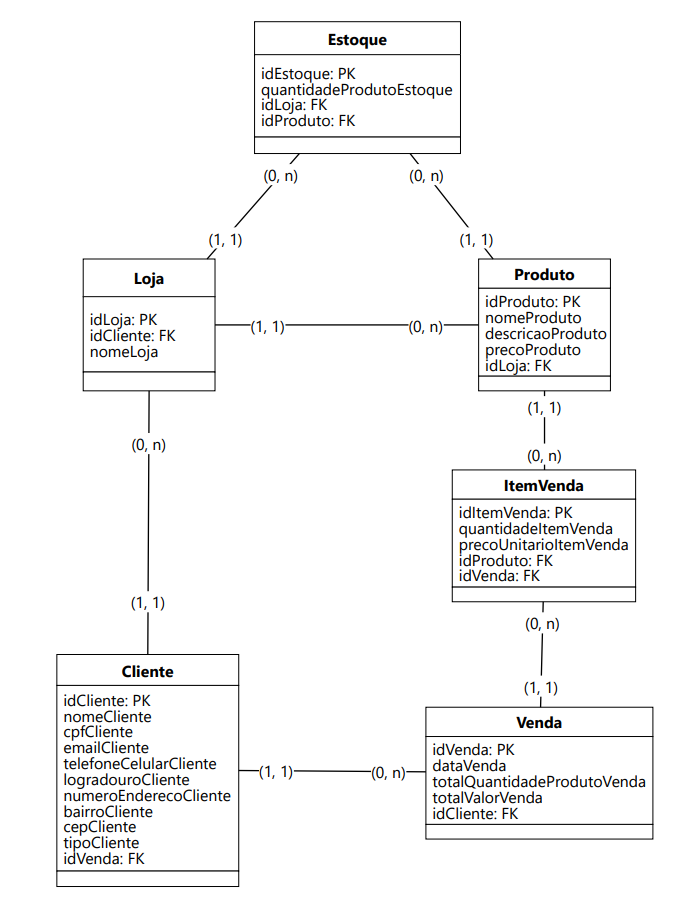 Estoque
idEstoque: PK
quantidadeProdutoEstoque
idLoja: FK
idProduto: FK
(0, n)
(0, n)
(1, 1)
(1, 1)
Loja
idLoja: PK
idCliente: FK
nomeLoja
(1, 1)
(0, n)
Produto
idProduto: PK
nomeProduto
descricaoProduto
precoProduto
idLoja: FK
(1, 1)
(0, n)
(0, n)
ItemVenda
idItemVenda: PK
quantidadeItemVenda
precoUnitarioItemVenda
idProduto: FK
idVenda: FK
(1, 1)
(0, n)
(1, 1)
Cliente
idCliente: PK
nomeCliente
cpfCliente
emailCliente
telefoneCelularCliente
logradouroCliente
numeroEnderecoCliente
bairroCliente
cepCliente
tipoCliente
idVenda: FK
(1, 1)
(0, n)
Venda
idVenda: PK
dataVenda
totalQuantidadeProdutoVenda
totalValorVenda
idCliente: FK